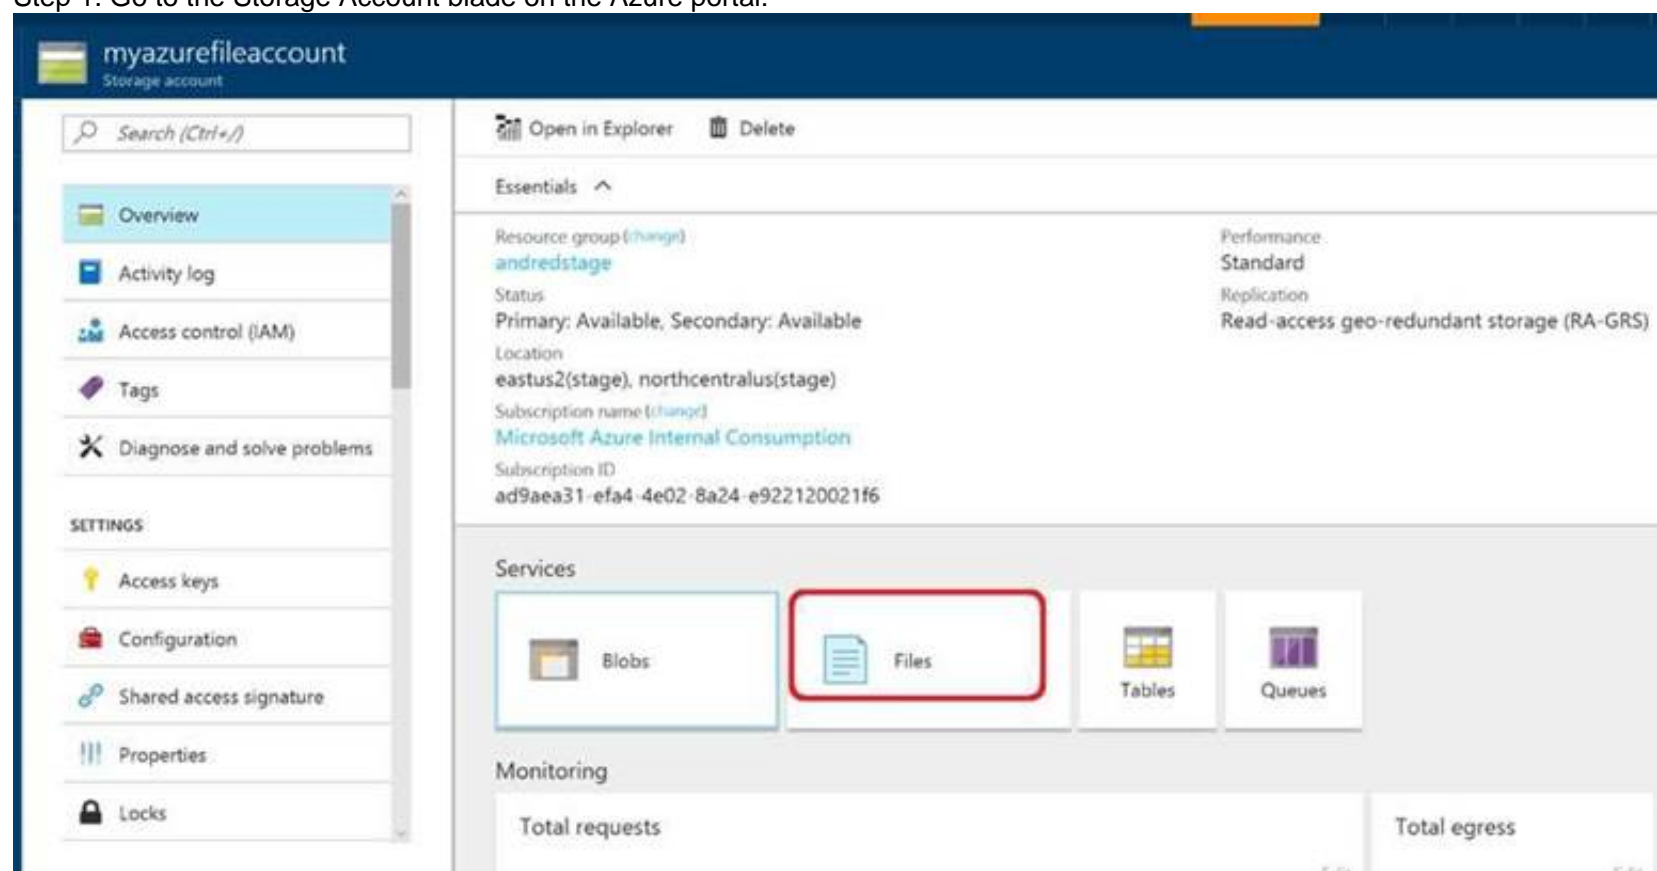 Step 1: Go to the Storage Account blade on the Azure portal.
myazurefileaccount
Storage account
Search (Ctrl+/)
Overview
Activity log
Access control (IAM)
Tags
Diagnose and solve problems
SETTINGS
Access keys
Configuration
Shared access signature
Properties
Locks
Open in Explorer
Delete
Essentials
Resource group (change)
andredstage
Status
Primary: Available, Secondary: Available
Location
eastus2(stage), northcentralus(stage)
Subscription name (change)
Microsoft Azure Internal Consumption
Subscription ID
ad9aea31-efa4-4e02-8a24-e922120021f6
Performance
Standard
Replication
Read-access geo-redundant storage (RA-GRS)
Services
Blobs
Files
Tables
Queues
Monitoring
Total requests
Edit
Total egress
Edit